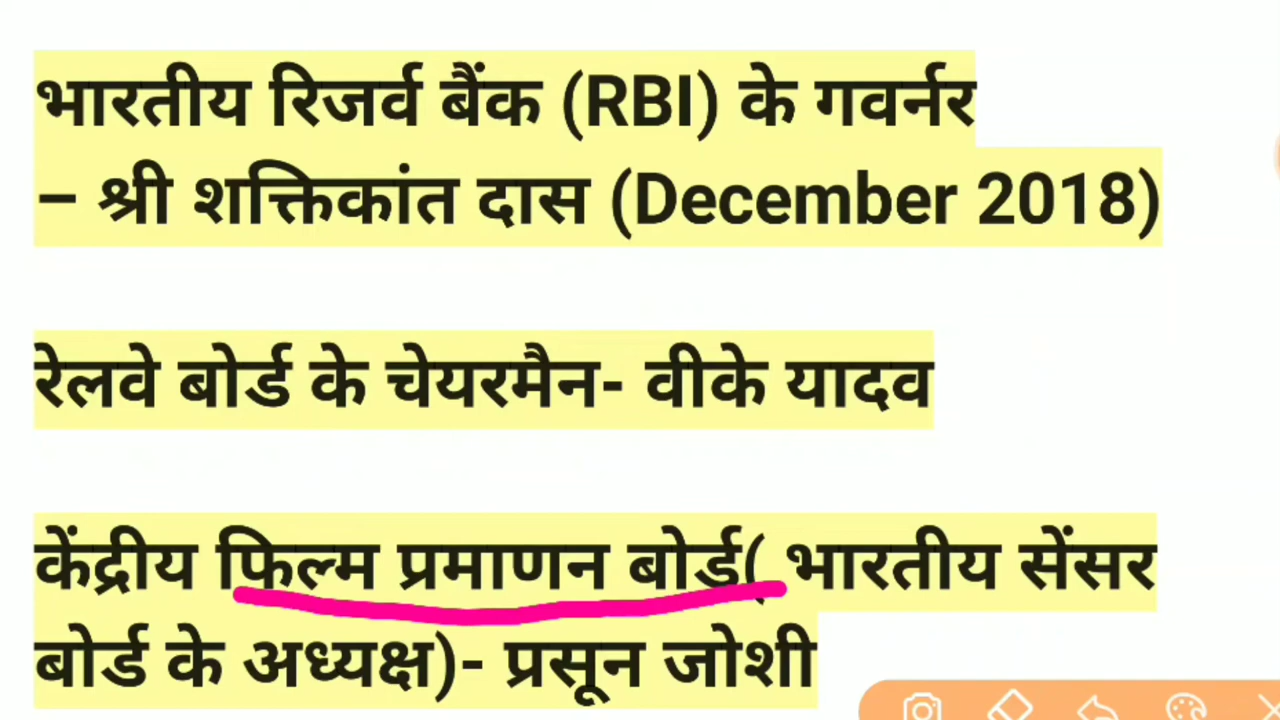 भारतीय रिजर्व बैंक (RBI) के गवर्नर
– श्री शक्तिकांत दास (December 2018)
रेलवे बोर्ड के चेयरमैन- वीके यादव
केंद्रीय फिल्म प्रमाणन बोर्ड( भारतीय सेंसर
बोर्ड के अध्यक्ष)- प्रसून जोशी